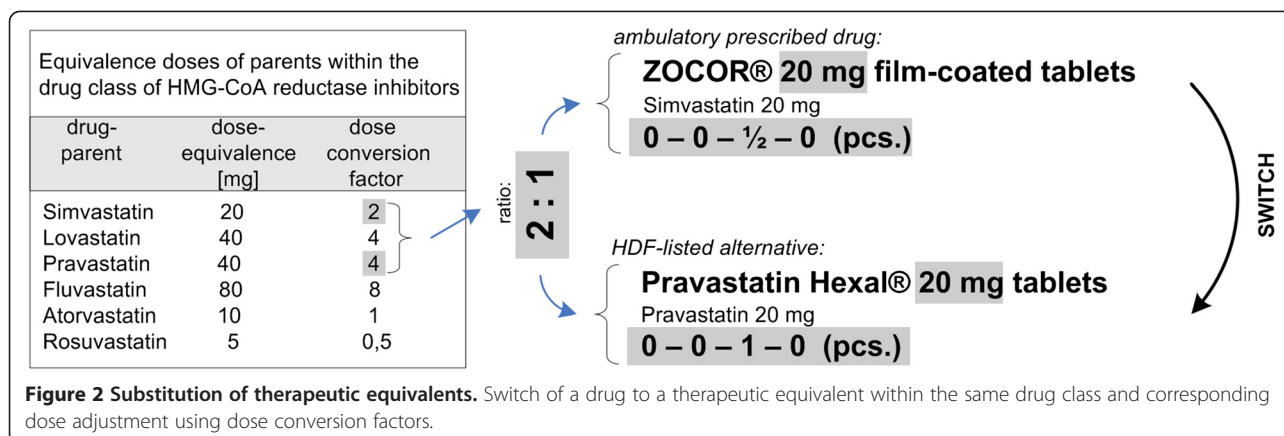 Equivalence doses of parents within the
drug class of HMG-CoA reductase inhibitors
drug-parent dose-equivalence [mg] dose conversion factor
Simvastatin 20 2
Lovastatin 40 4
Pravastatin 40 4
Fluvastatin 80 8
Atorvastatin 10 1
Rosuvastatin 5 0,5
ratio:
2 : 1
ambulatory prescribed drug:
ZOCOR® 20 mg film-coated tablets
Simvastatin 20 mg
0 – 0 – ½ – 0 (pcs.)
HDF-listed alternative:
Pravastatin Hexal® 20 mg tablets
Pravastatin 20 mg
0 – 0 – 1 – 0 (pcs.)
SWITCH
Figure 2 Substitution of therapeutic equivalents. Switch of a drug to a therapeutic equivalent within the same drug class and corresponding
dose adjustment using dose conversion factors.